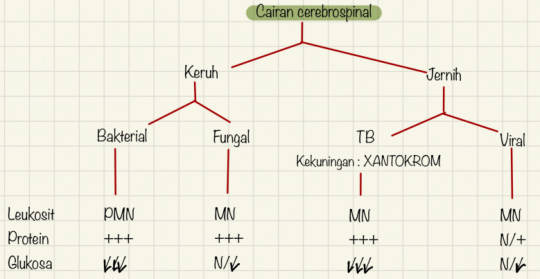 Cairan cerebrospinal
Keruh Jernih
Bakterial Fungal TB Viral
Kekuningan : XANTOKROM
Leukosit PMN MN MN MN
Protein +++ +++ +++ N/+
Glukosa ↓↓↓ N/↓ ↓↓↓ N/↓